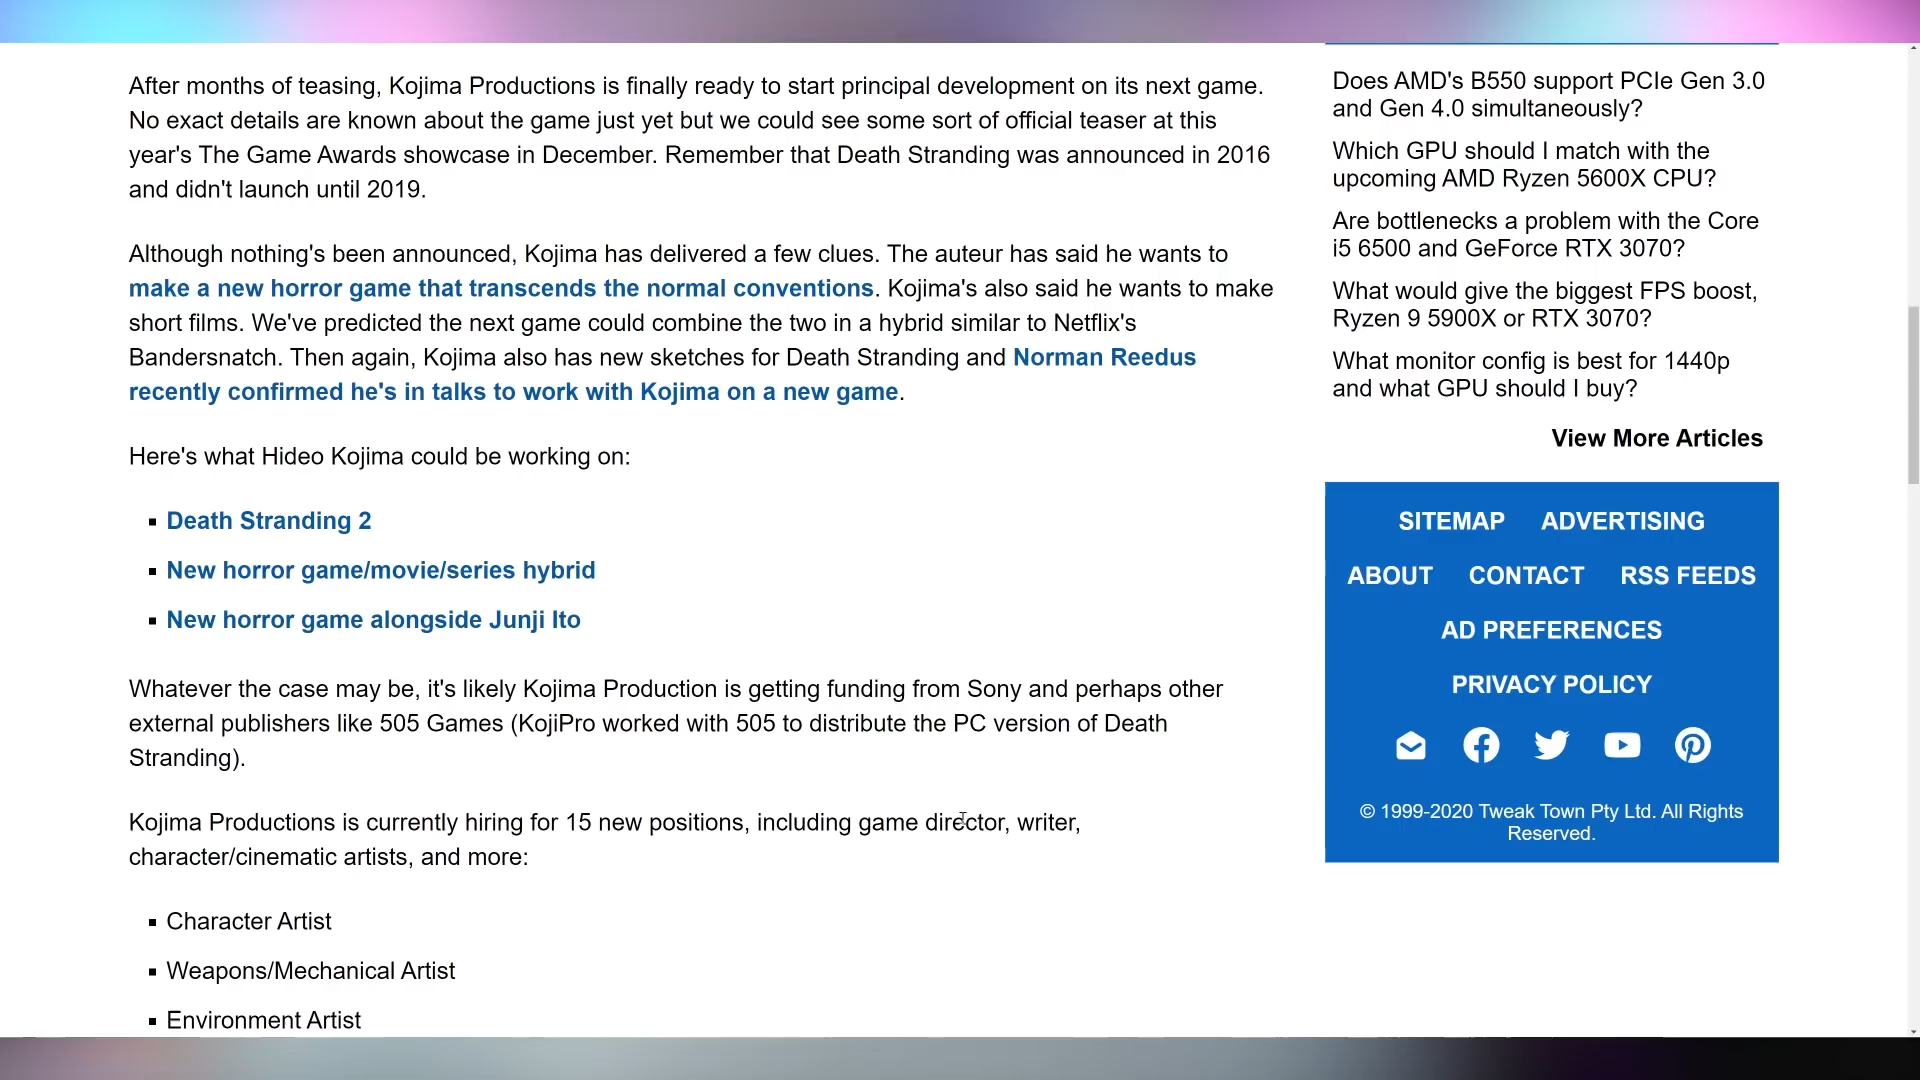 After months of teasing, Kojima Productions is finally ready to start principal development on its next game.
No exact details are known about the game just yet but we could see some sort of official teaser at this
year's The Game Awards showcase in December. Remember that Death Stranding was announced in 2016
and didn't launch until 2019.
Although nothing's been announced, Kojima has delivered a few clues. The auteur has said he wants to
make a new horror game that transcends the normal conventions. Kojima's also said he wants to make
short films. We've predicted the next game could combine the two in a hybrid similar to Netflix's
Bandersnatch. Then again, Kojima also has new sketches for Death Stranding and Norman Reedus
recently confirmed he's in talks to work with Kojima on a new game.
Here's what Hideo Kojima could be working on:
Death Stranding 2
New horror game/movie/series hybrid
New horror game alongside Junji Ito
Whatever the case may be, it's likely Kojima Production is getting funding from Sony and perhaps other
external publishers like 505 Games (KojiPro worked with 505 to distribute the PC version of Death
Stranding).
Kojima Productions is currently hiring for 15 new positions, including game director, writer,
character/cinematic artists, and more:
Character Artist
Weapons/Mechanical Artist
Environment Artist
Does AMD's B550 support PCIe Gen 3.0
and Gen 4.0 simultaneously?
Which GPU should I match with the
upcoming AMD Ryzen 5600X CPU?
Are bottlenecks a problem with the Core
i5 6500 and GeForce RTX 3070?
What would give the biggest FPS boost,
Ryzen 9 5900X or RTX 3070?
What monitor config is best for 1440p
and what GPU should I buy?
View More Articles
SITEMAP ADVERTISING
ABOUT CONTACT RSS FEEDS
AD PREFERENCES
PRIVACY POLICY
© 1999-2020 Tweak Town Pty Ltd. All Rights
Reserved.